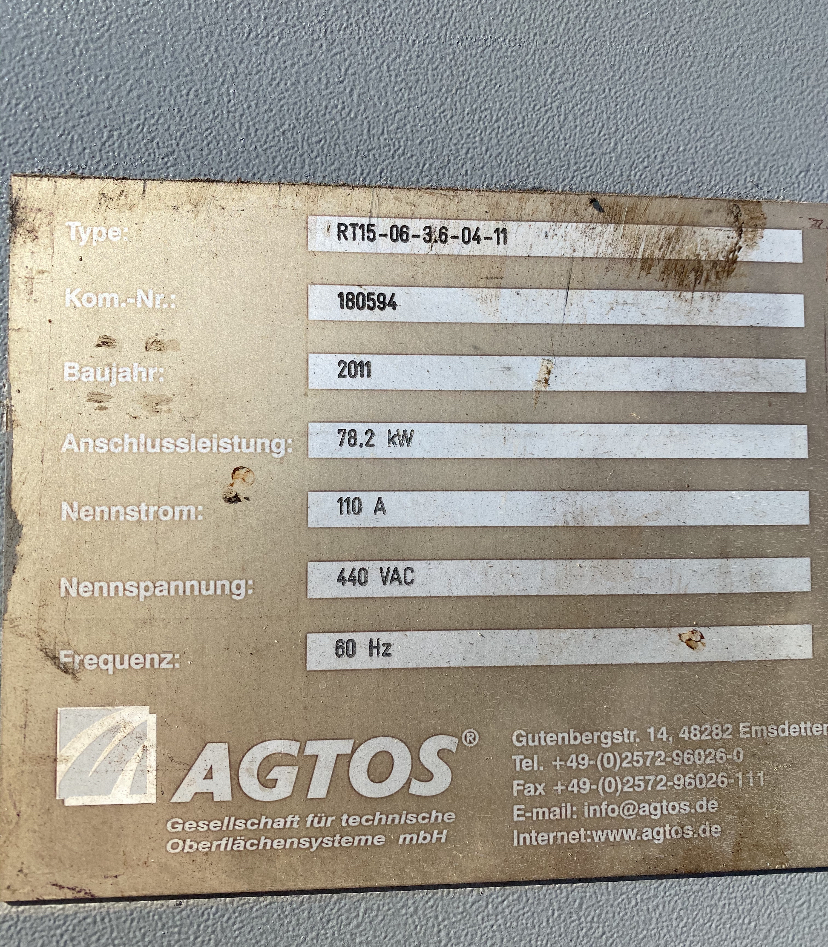 Type: RT15-06-3.6-04-11
Kom.-Nr.: 180594
Baujahr: 2011
Anschlussleistung: 78.2 kW
Nennstrom: 110 A
Nennspannung: 440 VAC
Frequenz: 60 Hz
AGTOS®
Gesellschaft für technische
Oberflächensysteme mbH
Gutenbergstr. 14, 48282 Emsdetten
Tel. +49-(0)2572-96026-0
Fax +49-(0)2572-96026-111
E-mail: info@agtos.de
Internet:www.agtos.de